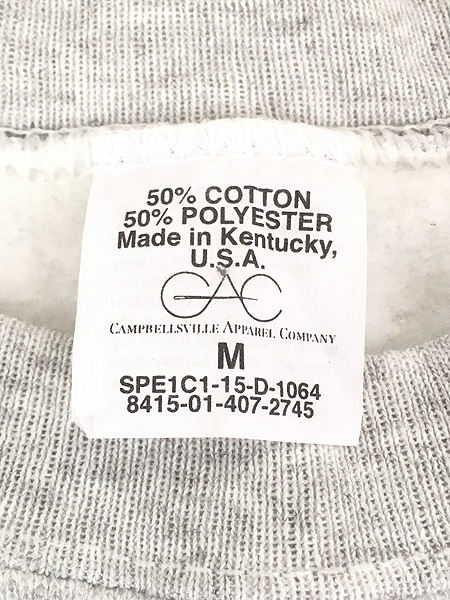 50% COTTON
50% POLYESTER
Made in Kentucky,
U.S.A.
CAC
CAMPBELLSVILLE APPAREL COMPANY
M
SPE1C1-15-D-1064
8415-01-407-2745